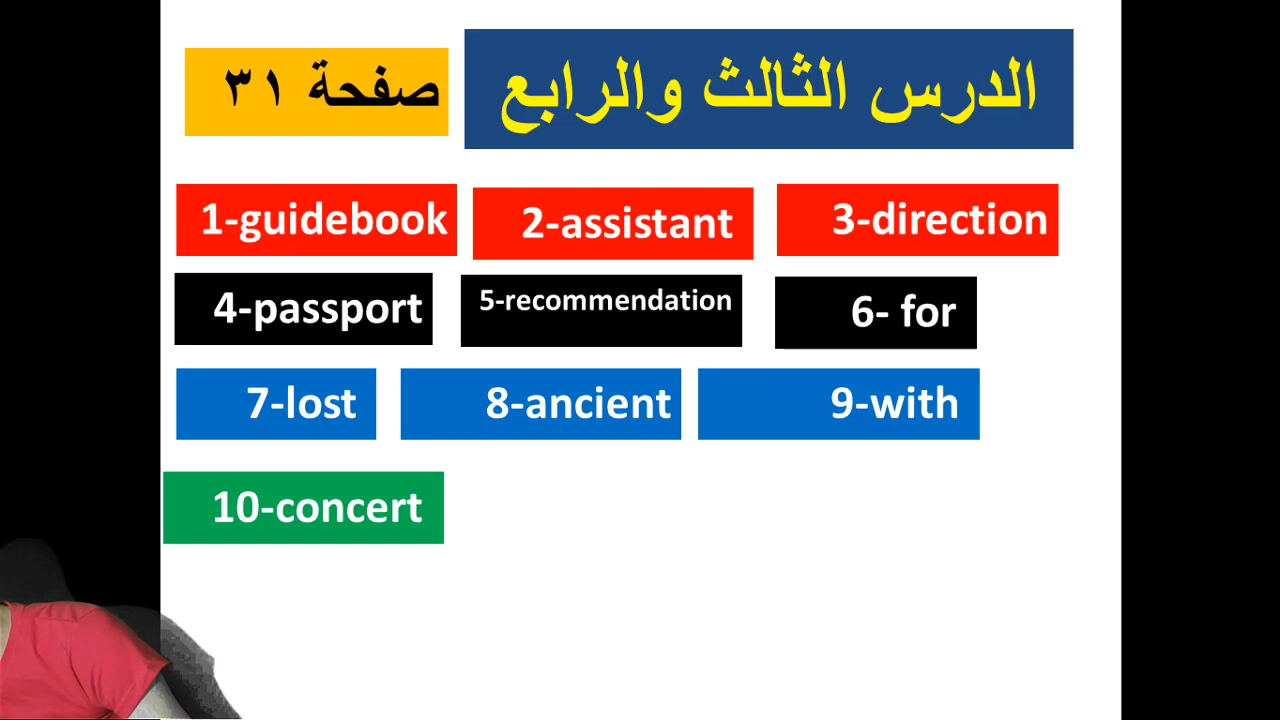 الدرس الثالث والرابع
صفحة ٣١
1-guidebook 2-assistant 3-direction
4-passport 5-recommendation 6- for
7-lost 8-ancient 9-with
10-concert